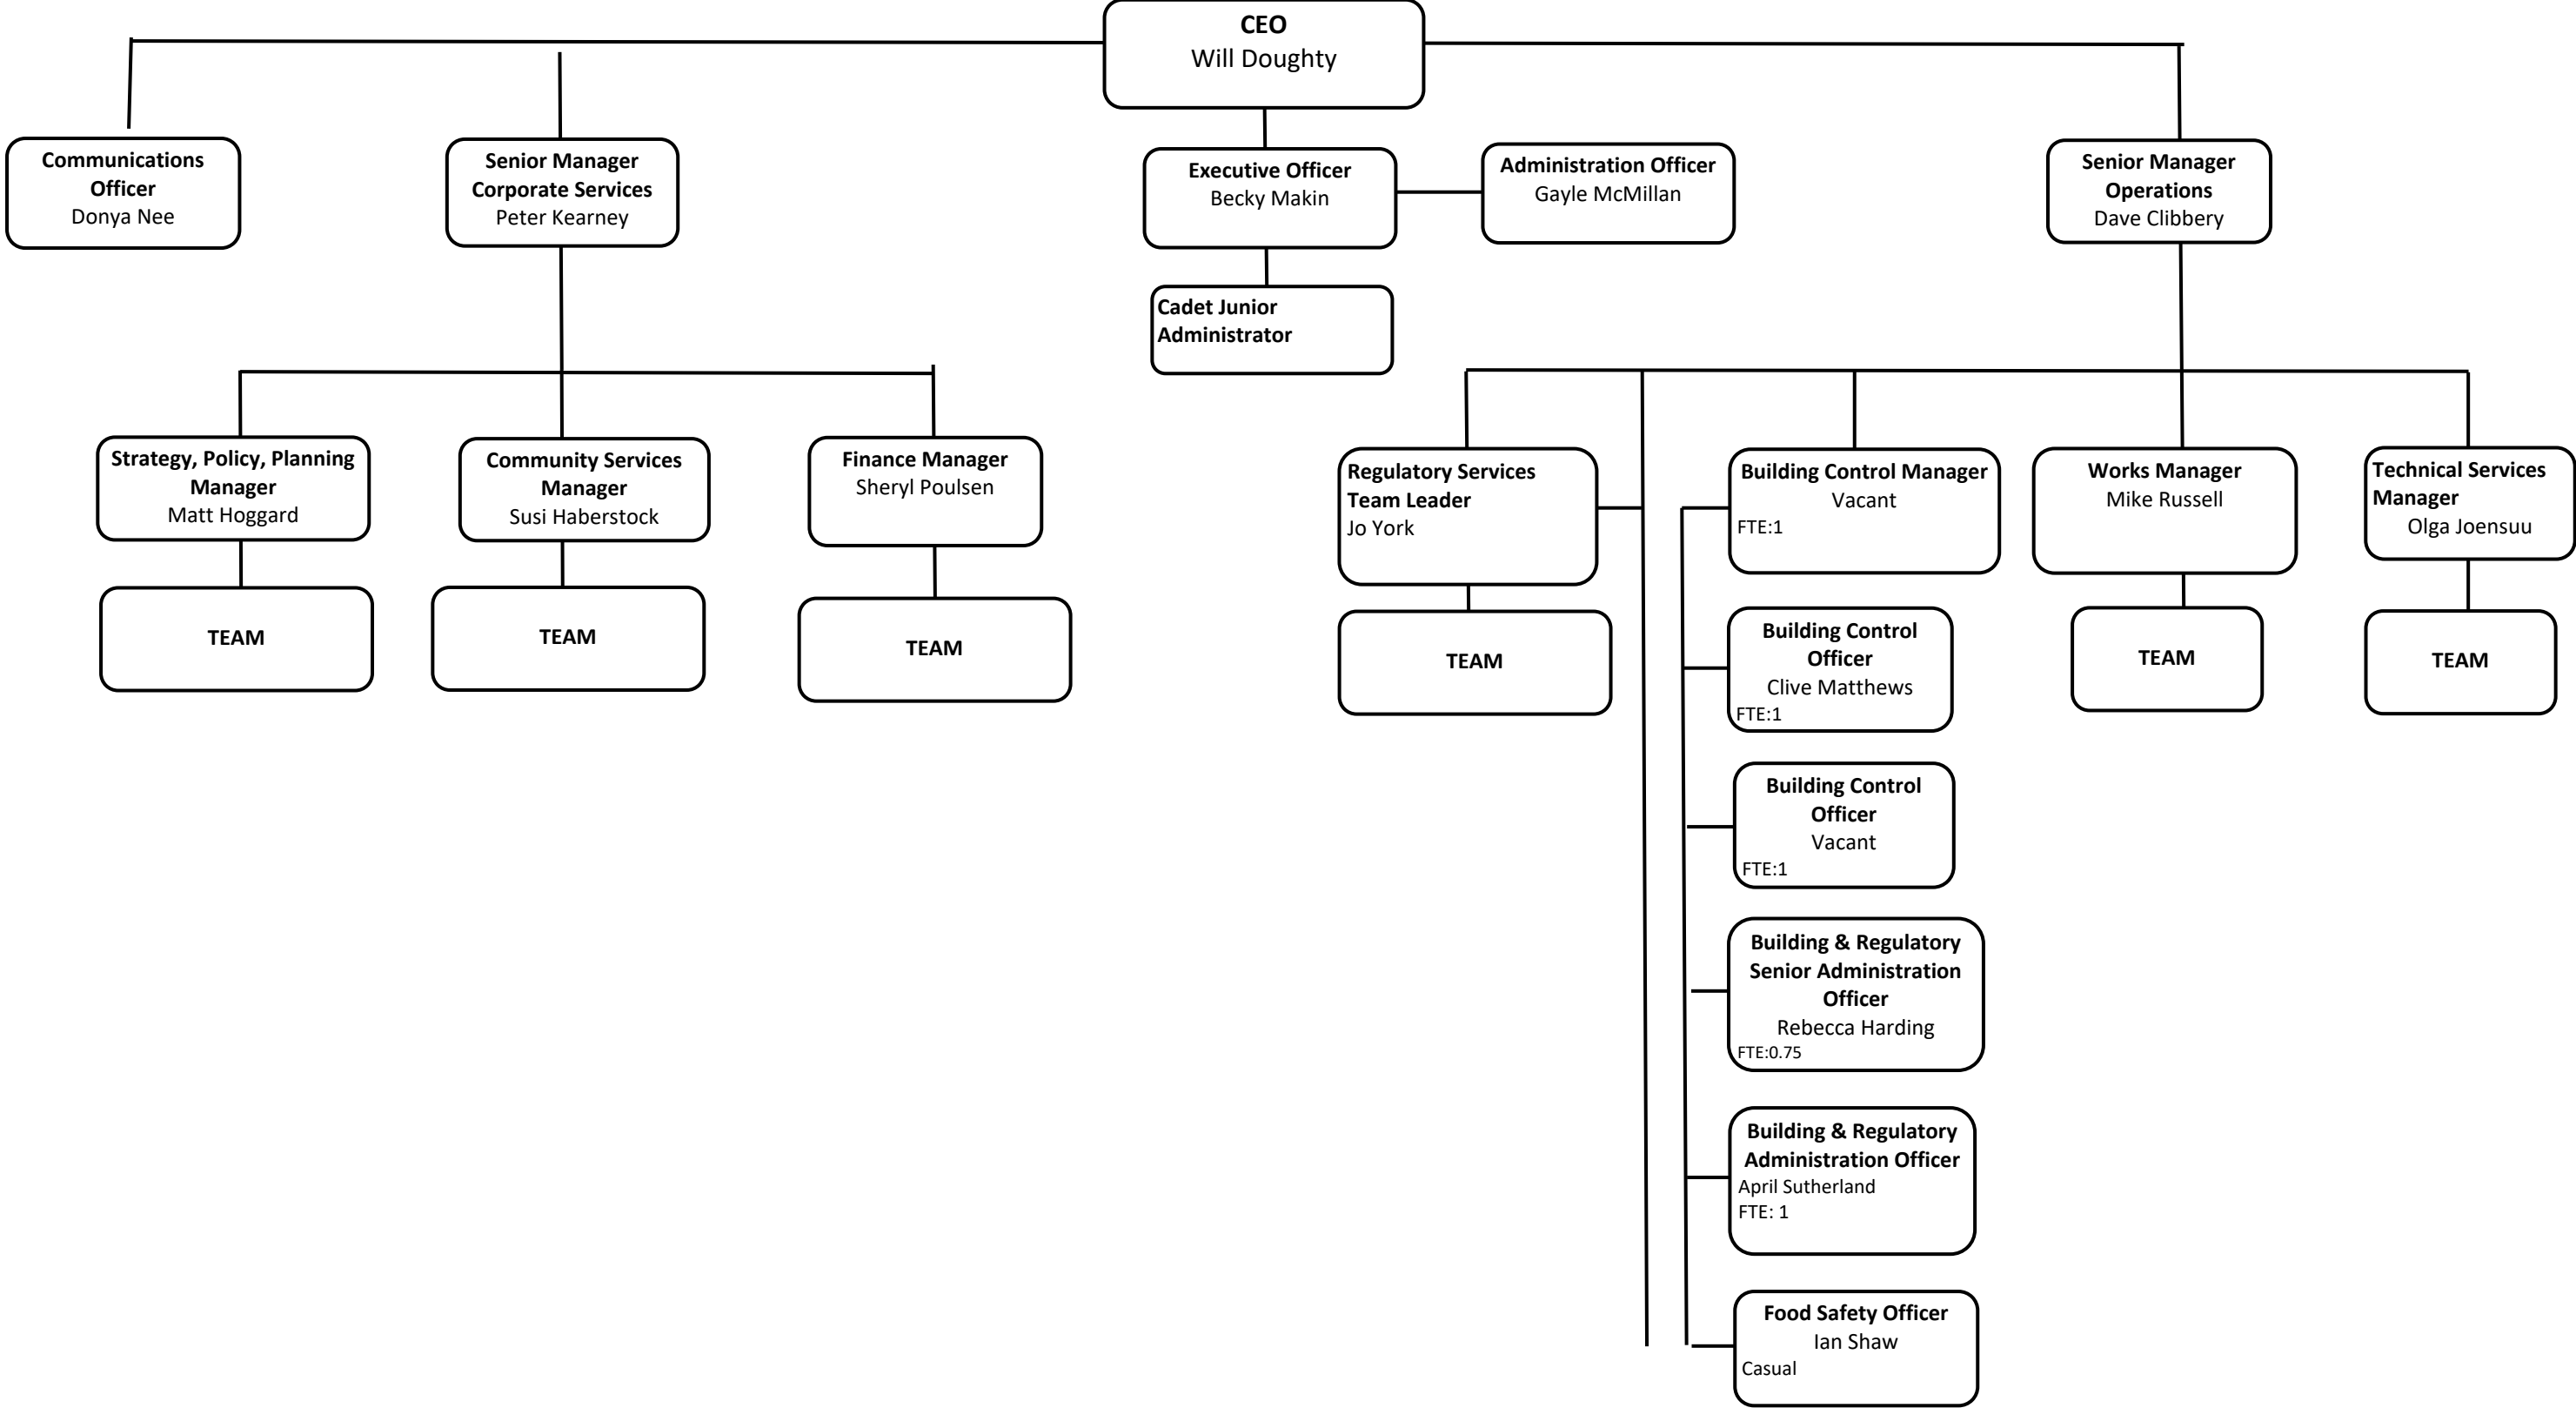 CEO
Will Doughty
Communications
Officer
Donya Nee
Senior Manager
Corporate Services
Peter Kearney
Executive Officer
Becky Makin
Administration Officer
Gayle McMillan
Senior Manager
Operations
Dave Clibbery
Cadet Junior
Administrator
Strategy, Policy, Planning
Manager
Matt Hoggard
Community Services
Manager
Susi Haberstock
Finance Manager
Sheryl Poulsen
Regulatory Services
Team Leader
Jo York
Building Control Manager
Vacant
FTE:1
Works Manager
Mike Russell
Technical Services
Manager
Olga Joensuu
TEAM
TEAM
TEAM
TEAM
Building Control
Officer
Clive Matthews
FTE:1
TEAM
TEAM
Building Control
Officer
Vacant
FTE:1
Building & Regulatory
Senior Administration
Officer
Rebecca Harding
FTE:0.75
Building & Regulatory
Administration Officer
April Sutherland
FTE: 1
Food Safety Officer
Ian Shaw
Casual